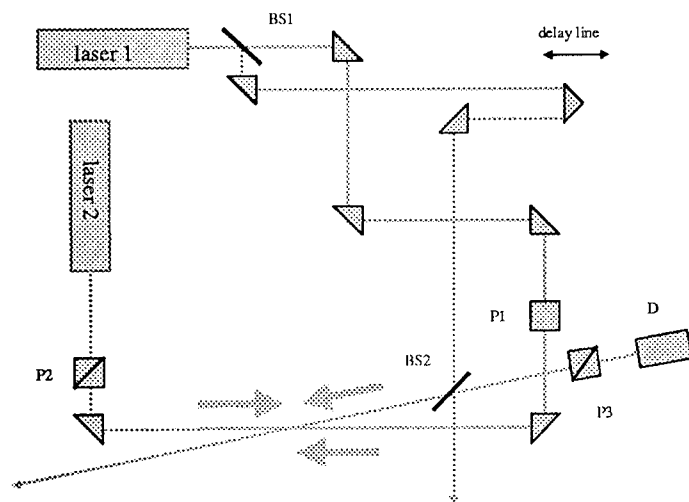 BS1
laser 1
delay line
laser 2
P1
D
BS2
P2
P3